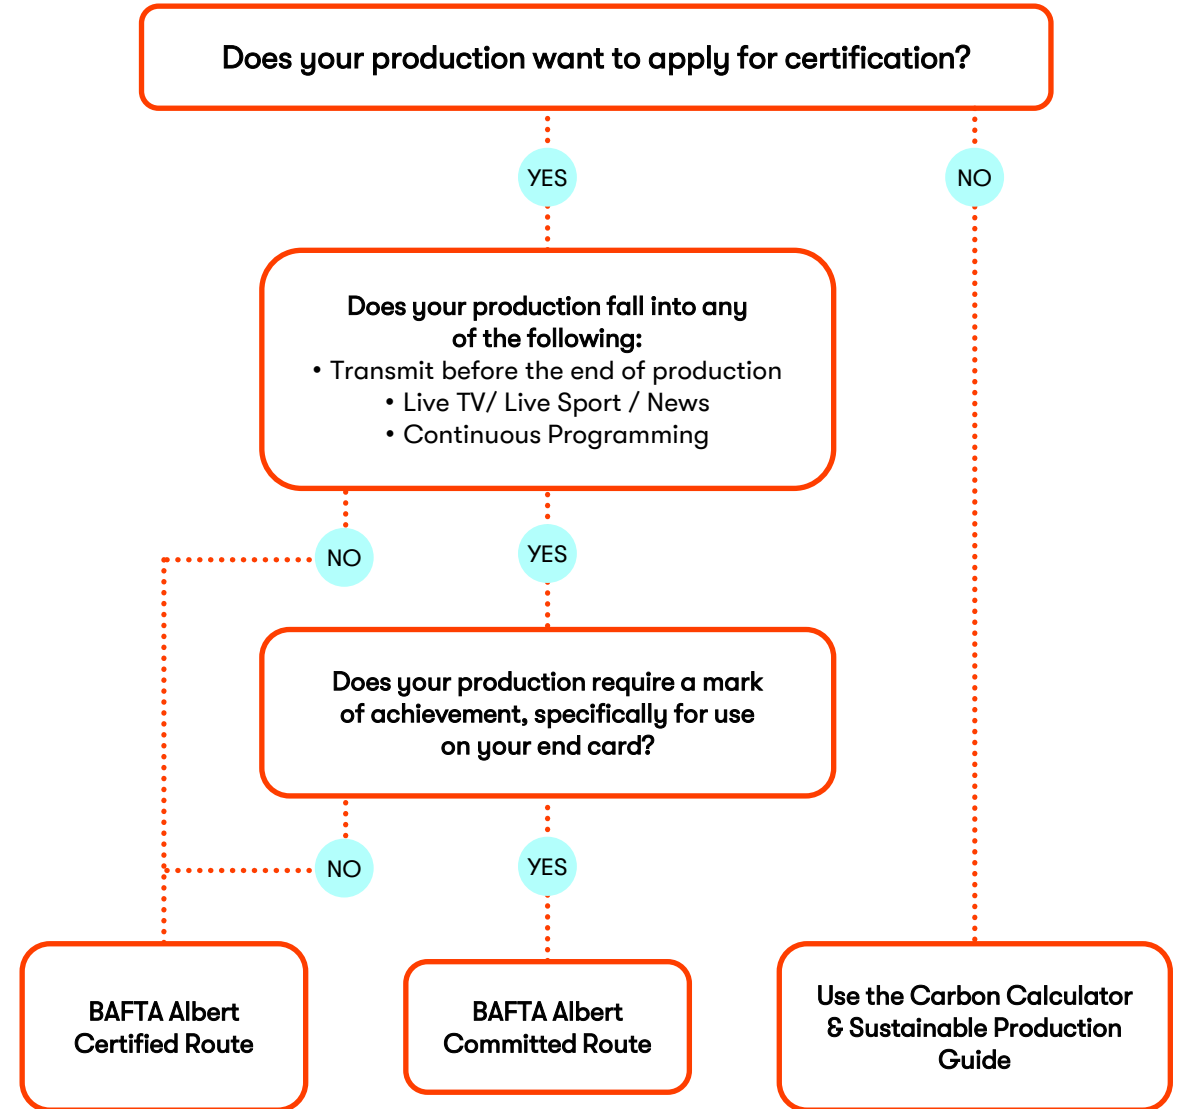 Does your production want to apply for certification?
YES
NO
Does your production fall into any
of the following:
• Transmit before the end of production
• Live TV/ Live Sport / News
• Continuous Programming
NO
YES
Does your production require a mark
of achievement, specifically for use
on your end card?
NO
YES
BAFTA Albert
Certified Route
BAFTA Albert
Committed Route
Use the Carbon Calculator
& Sustainable Production
Guide